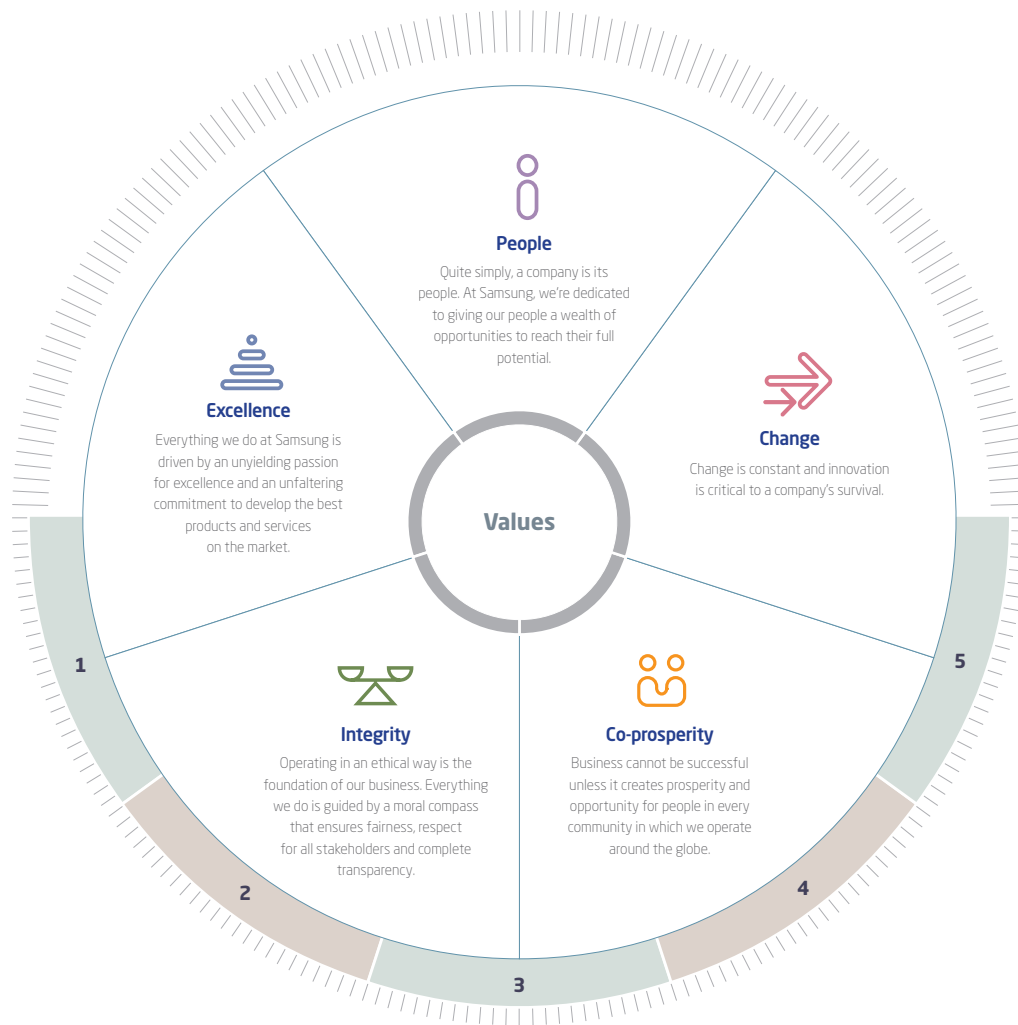 People
Quite simply, a company is its
people. At Samsung, we're dedicated
to giving our people a wealth of
opportunities to reach their full
potential.
Excellence
Everything we do at Samsung is
driven by an unyielding passion
for excellence and an unfaltering
commitment to develop the best
products and services
on the market.
Change
Change is constant and innovation
is critical to a company's survival.
Values
Integrity
Operating in an ethical way is the
foundation of our business. Everything
we do is guided by a moral compass
that ensures fairness, respect
for all stakeholders and complete
transparency.
Co-prosperity
Business cannot be successful
unless it creates prosperity and
opportunity for people in every
community in which we operate
around the globe.
1
2
3
4
5